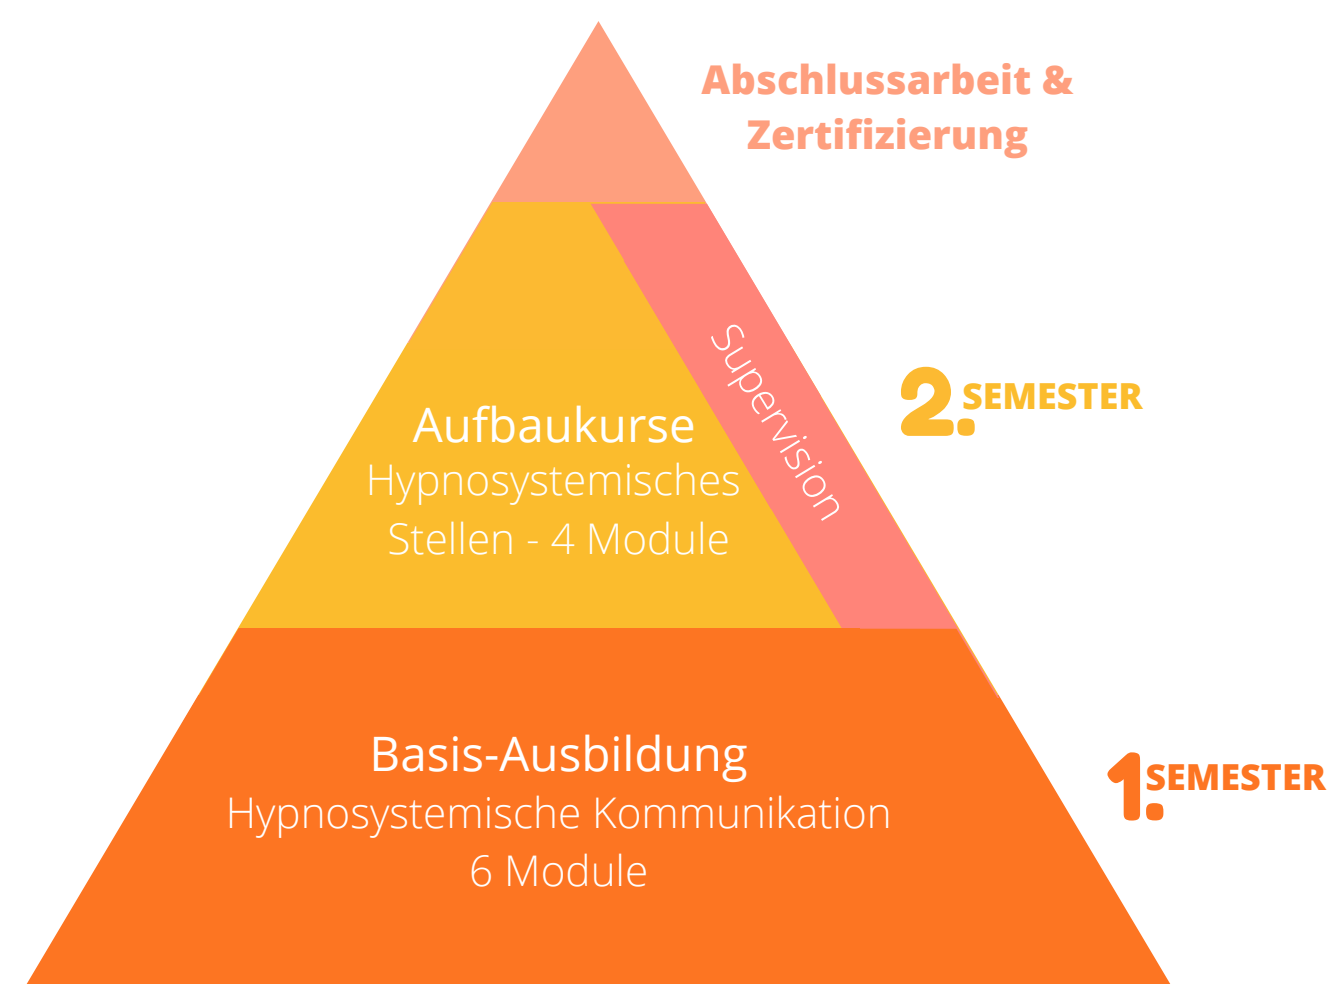 Abschlussarbeit &
Zertifizierung
Supervision
2. SEMESTER
Aufbaukurse
Hypnosystemisches
Stellen - 4 Module
Basis-Ausbildung
Hypnosystemische Kommunikation
6 Module
1. SEMESTER